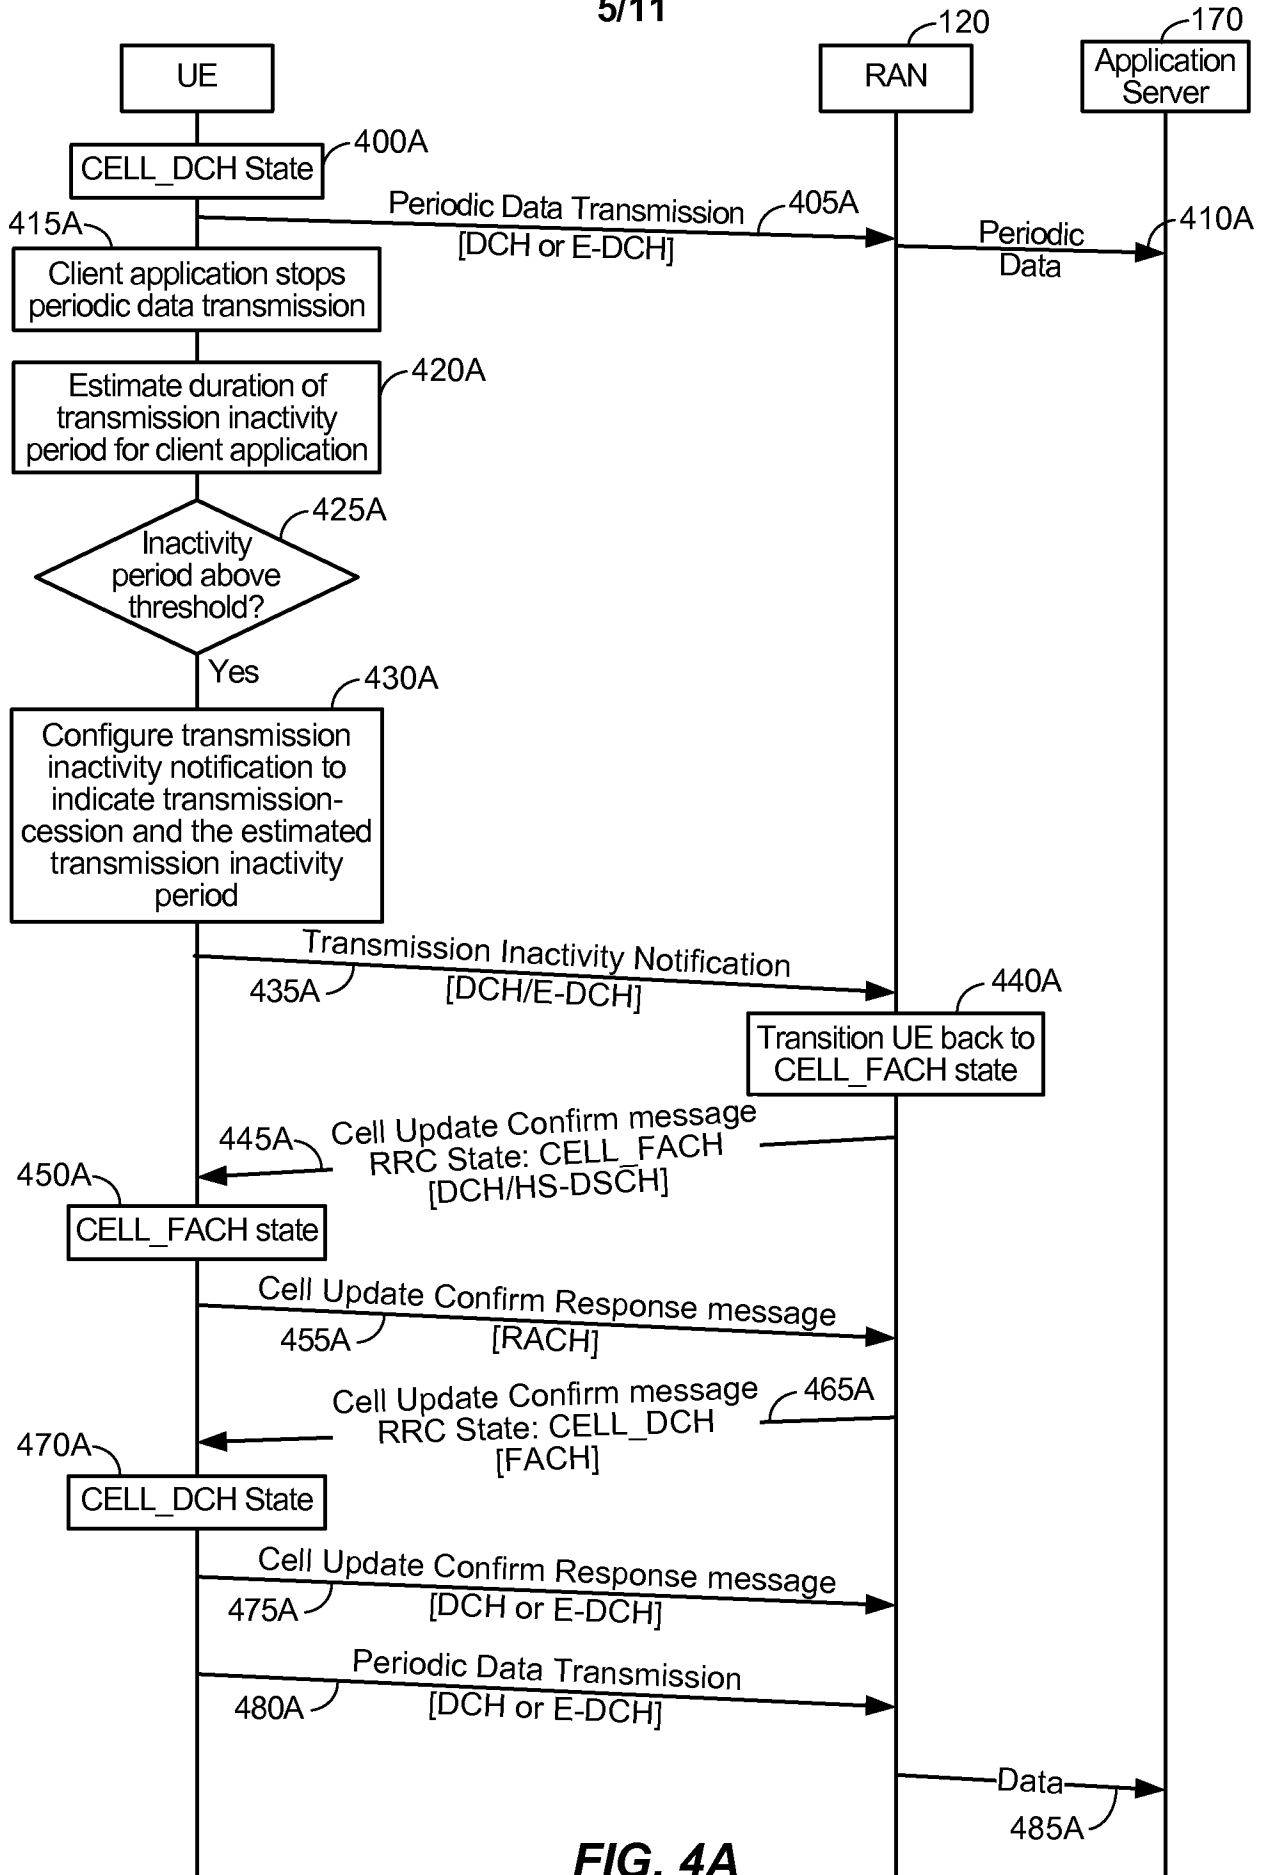 5/11
120
170
UE
RAN
Application
Server
400A
CELL_DCH State
Periodic Data Transmission
405A
[DCH or E-DCH]
Periodic
Data
410A
415A
Client application stops
periodic data transmission
420A
Estimate duration of
transmission inactivity
period for client application
425A
Inactivity
period above
threshold?
Yes
430A
Configure transmission
inactivity notification to
indicate transmission-
cession and the estimated
transmission inactivity
period
Transmission Inactivity Notification
435A
[DCH/E-DCH]
440A
Transition UE back to
CELL_FACH state
445A
Cell Update Confirm message
RRC State: CELL_FACH
[DCH/HS-DSCH]
450A
CELL_FACH state
Cell Update Confirm Response message
455A
[RACH]
Cell Update Confirm message
465A
RRC State: CELL_DCH
[FACH]
470A
CELL_DCH State
Cell Update Confirm Response message
475A
[DCH or E-DCH]
Periodic Data Transmission
480A
[DCH or E-DCH]
Data
485A
FIG. 4A